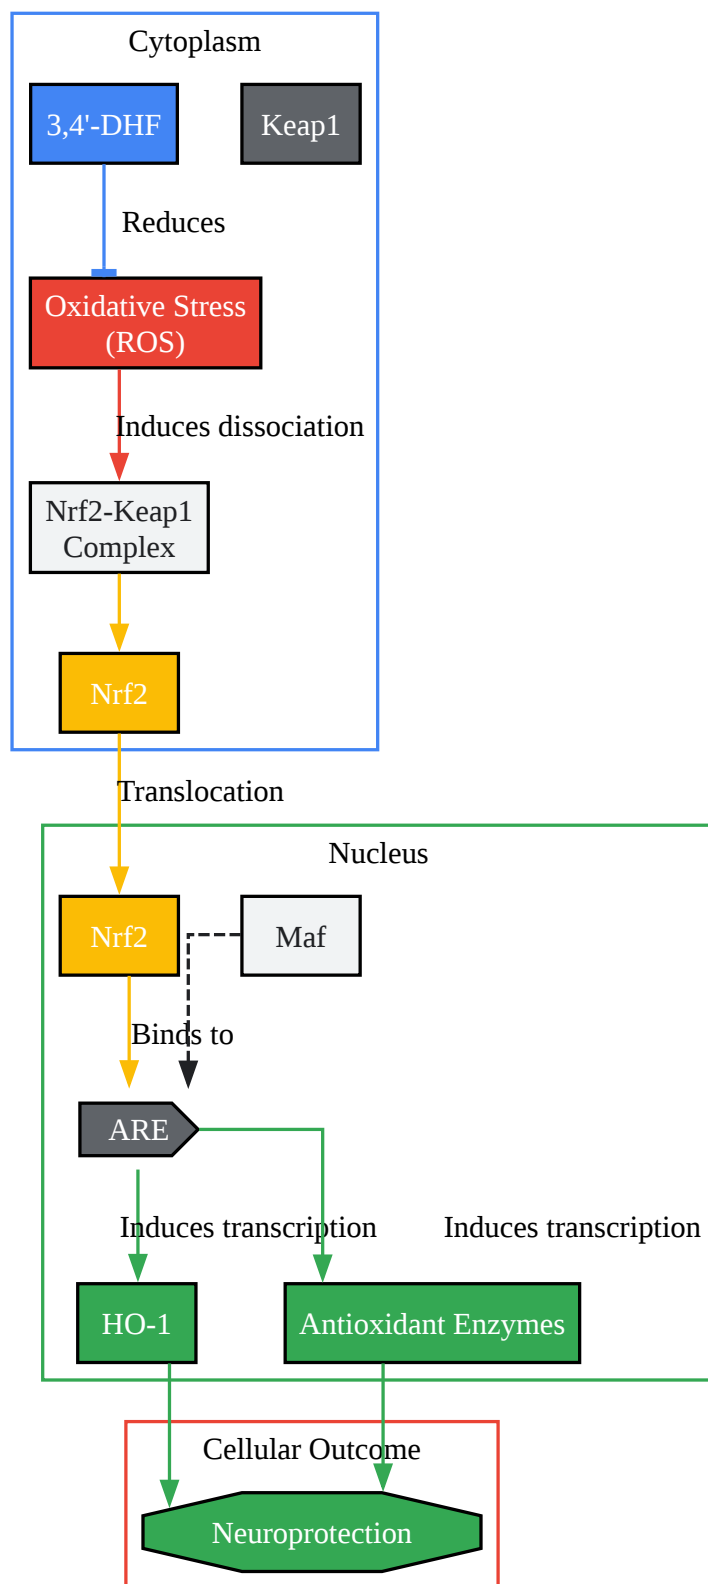 Cytoplasm
3,4'-DHF
Keap1
Reduces
Oxidative Stress
(ROS)
Induces dissociation
Nrf2-Keap1
Complex
Nrf2
Translocation
Nucleus
Nrf2
Maf
Binds to
ARE
Induces transcription
Induces transcription
HO-1
Antioxidant Enzymes
Cellular Outcome
Neuroprotection